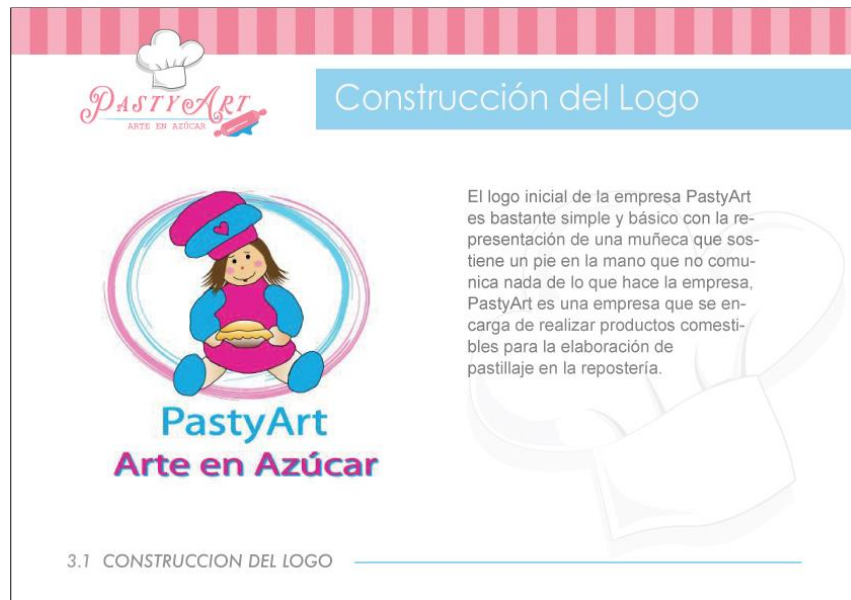 PASTYART
ARTE EN AZÚCAR
Construcción del Logo
El logo inicial de la empresa PastyArt
es bastante simple y básico con la re-
presentación de una muñeca que sos-
tiene un pie en la mano que no comu-
nica nada de lo que hace la empresa,
PastyArt es una empresa que se en-
carga de realizar productos comesti-
bles para la elaboración de
pastillaje en la repostería.
PastyArt
Arte en Azúcar
3.1 CONSTRUCCION DEL LOGO